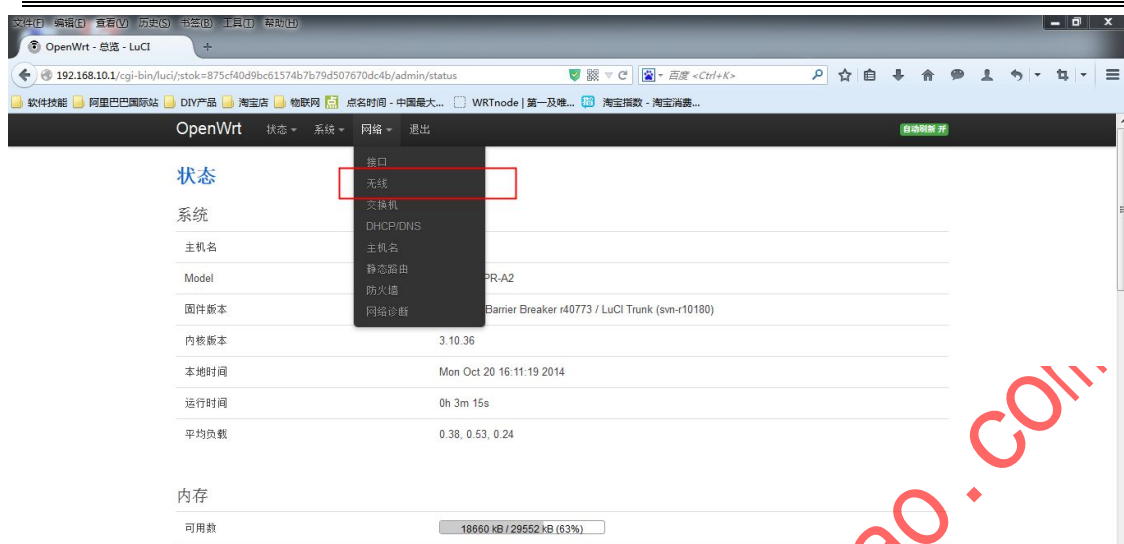 文件(F) 编辑(E) 查看(V) 历史(S) 书签(B) 工具(T) 帮助(H)
OpenWrt - 总览 - LuCI
192.168.10.1/cgi-bin/luci/;stok=875cf40d9bc61574b7b79d507670dc4b/admin/status 百度 <Ctrl+K>
软件技能 阿里巴巴国际站 DIY产品 淘宝店 物联网 点名时间 - 中国最大... WRTnode | 第一及唯... 淘宝指数 - 淘宝消费...
OpenWrt 状态 系统 网络 退出 自动刷新 开
接口
无线
交换机
DHCP/DNS
主机名
静态路由
防火墙
网络诊断
状态
系统
主机名
Model PR-A2
固件版本 Barrier Breaker r40773 / LuCI Trunk (svn-r10180)
内核版本 3.10.36
本地时间 Mon Oct 20 16:11:19 2014
运行时间 0h 3m 15s
平均负载 0.38, 0.53, 0.24
内存
可用数 18660 kB / 29552 kB (63%)
ao.com